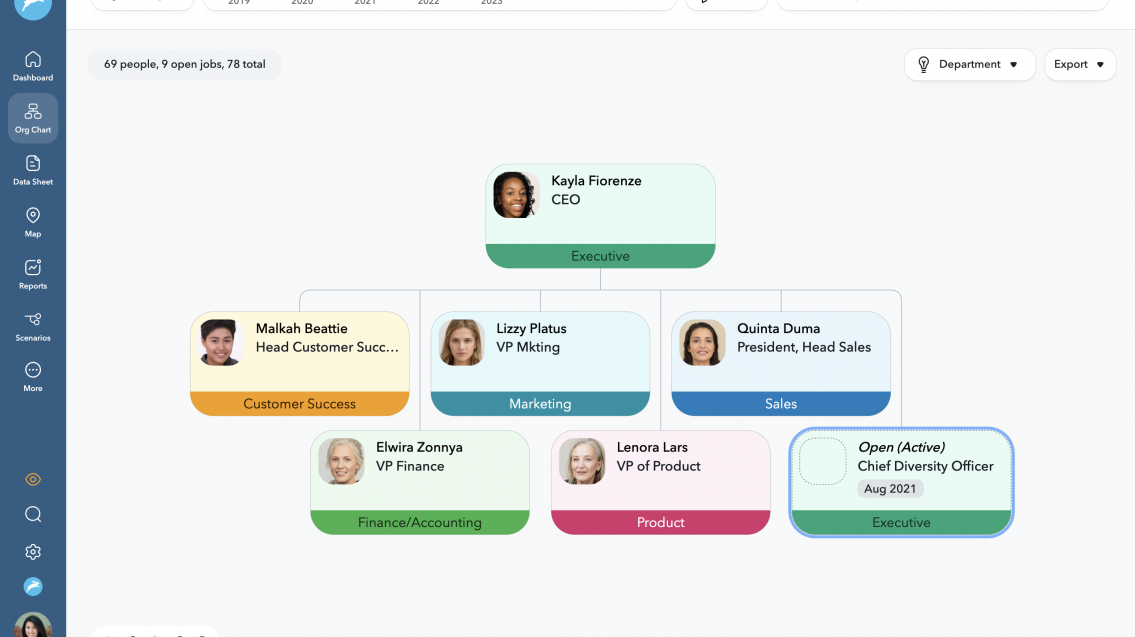 2019 2020 2021 2022 2023
69 people, 9 open jobs, 78 total
Department
Export
Dashboard
Org Chart
Data Sheet
Map
Reports
Scenarios
More
Kayla Fiorenze
CEO
Executive
Malkah Beattie
Head Customer Succ...
Customer Success
Lizzy Platus
VP Mkting
Marketing
Quinta Duma
President, Head Sales
Sales
Elwira Zonnya
VP Finance
Finance/Accounting
Lenora Lars
VP of Product
Product
Open (Active)
Chief Diversity Officer
Aug 2021
Executive